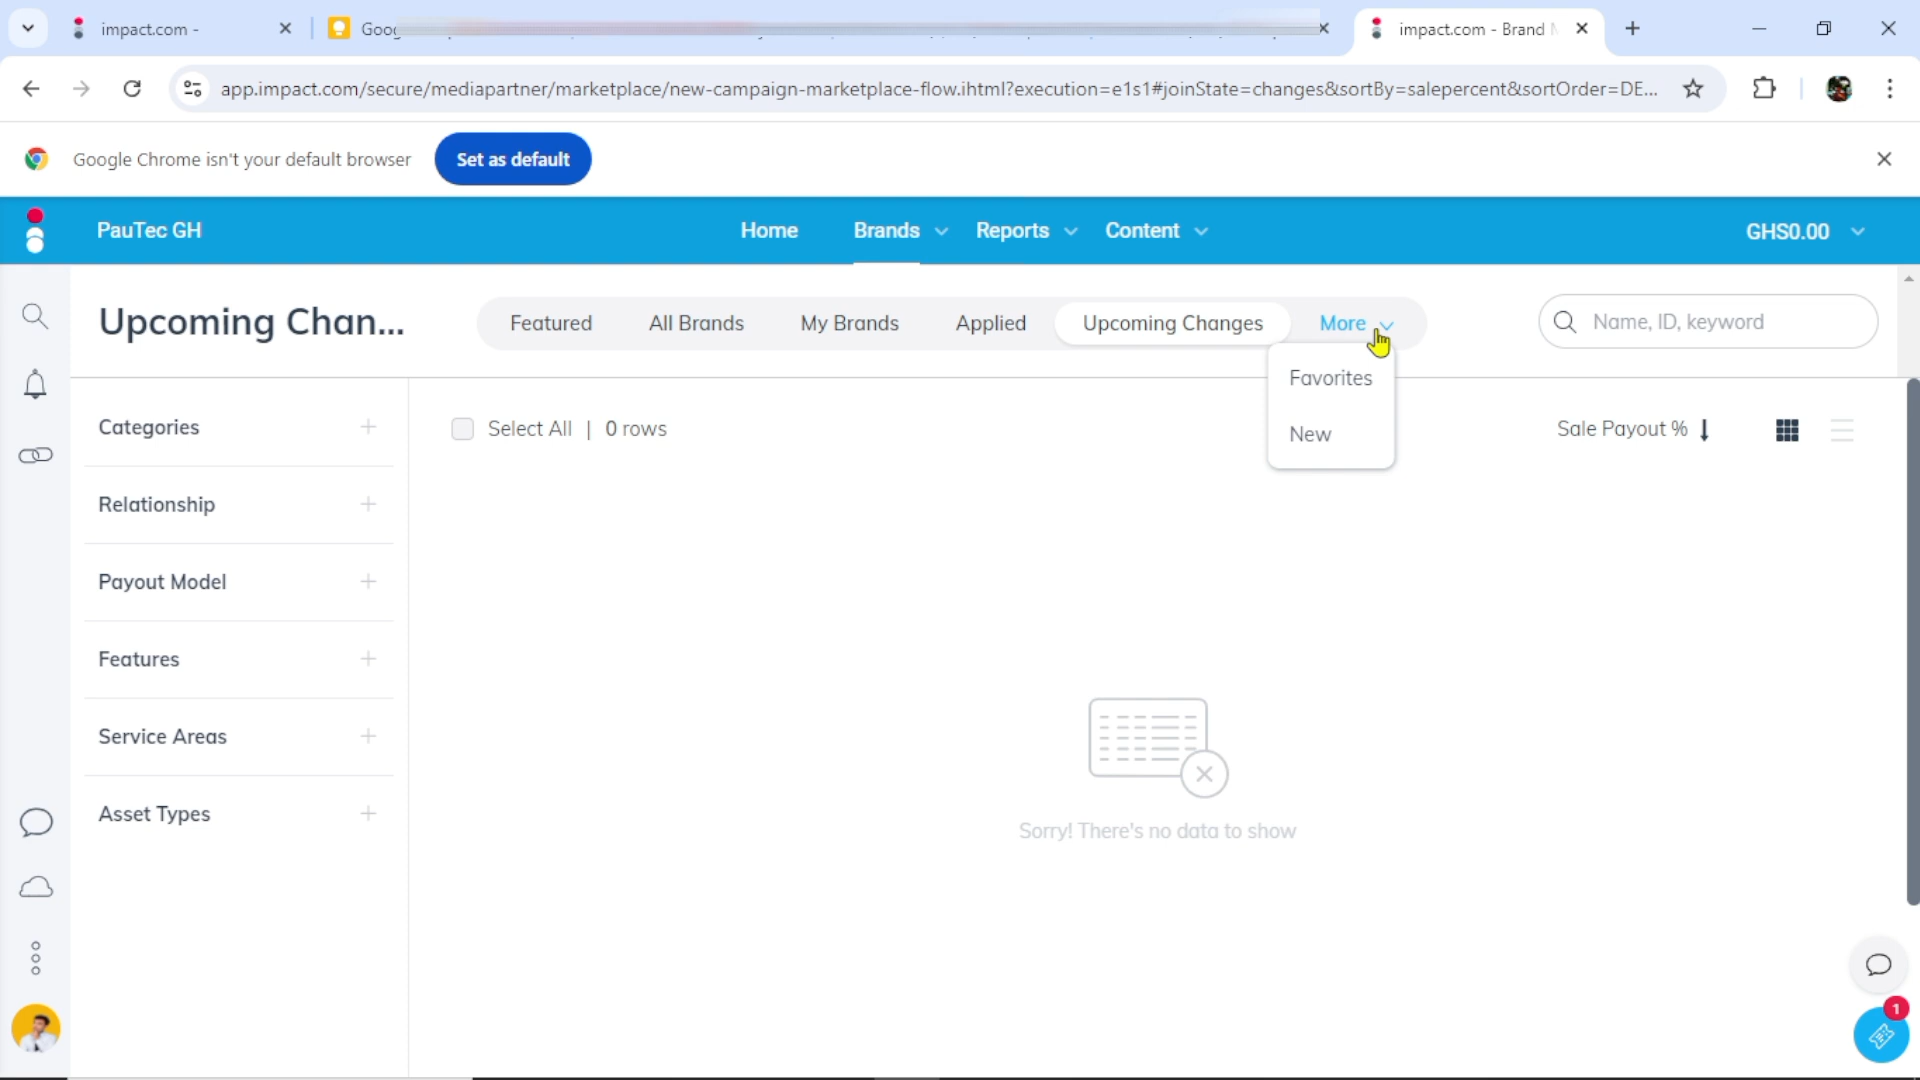 impact.com -
Goog
impact.com - Brand
app.impact.com/secure/mediapartner/marketplace/new-campaign-marketplace-flow.ihtml?execution=e1s1#joinState=changes&sortBy=salepercent&sortOrder=DE...
Google Chrome isn't your default browser
Set as default
PauTec GH
Home
Brands
Reports
Content
GHS0.00
Upcoming Chan...
Featured
All Brands
My Brands
Applied
Upcoming Changes
More
Name, ID, keyword
Favorites
New
Categories
Select All | 0 rows
Sale Payout %
Relationship
Payout Model
Features
Service Areas
Asset Types
Sorry! There's no data to show
1